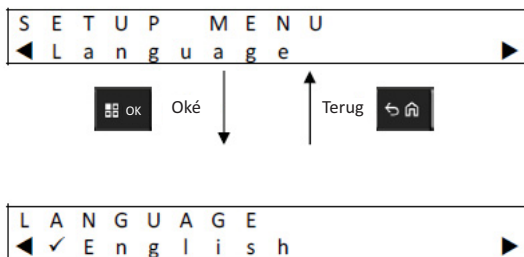 SETUP MENU
◀ Language ▶
OK Oké Terug
LANGUAGE
◀ ✓ English ▶